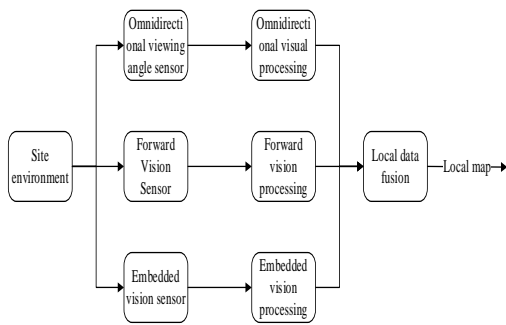 Omnidirecti
onal viewing
angle sensor
Omnidirecti
onal visual
processing
Site
environment
Forward
Vision
Sensor
Forward
vision
processing
Local data
fusion
Local map
Embedded
vision sensor
Embedded
vision
processing